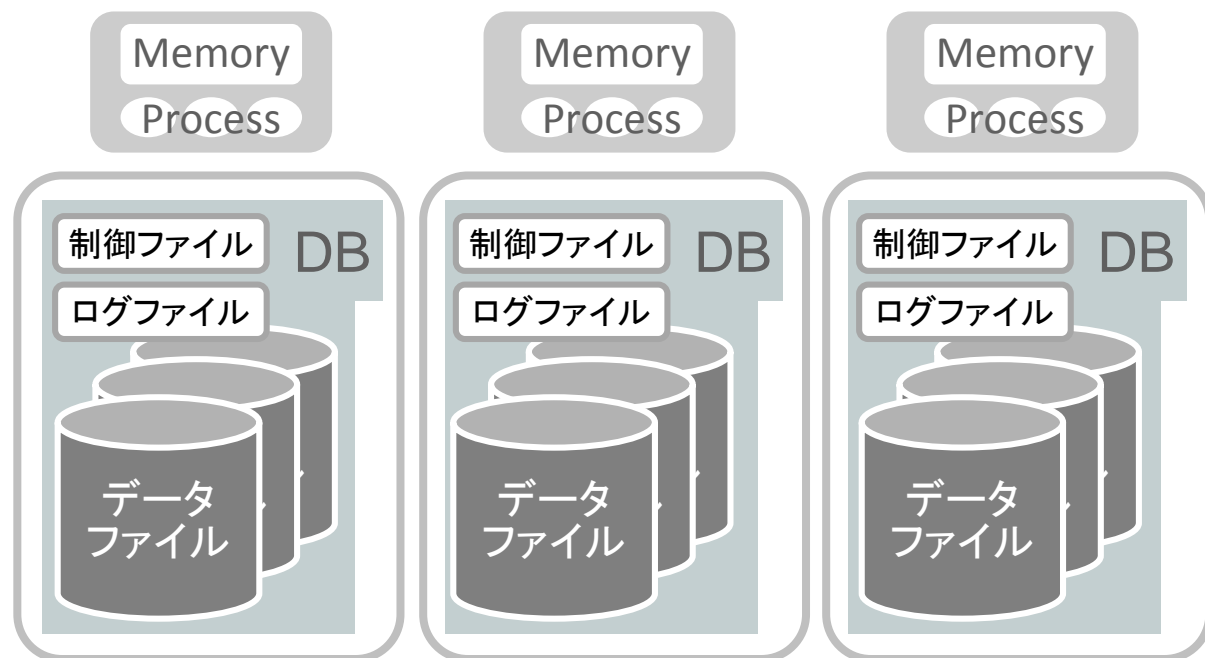 Memory
Process
Memory
Process
Memory
Process
制御ファイル
DB
ログファイル
データ
ファイル
制御ファイル
DB
ログファイル
データ
ファイル
制御ファイル
DB
ログファイル
データ
ファイル